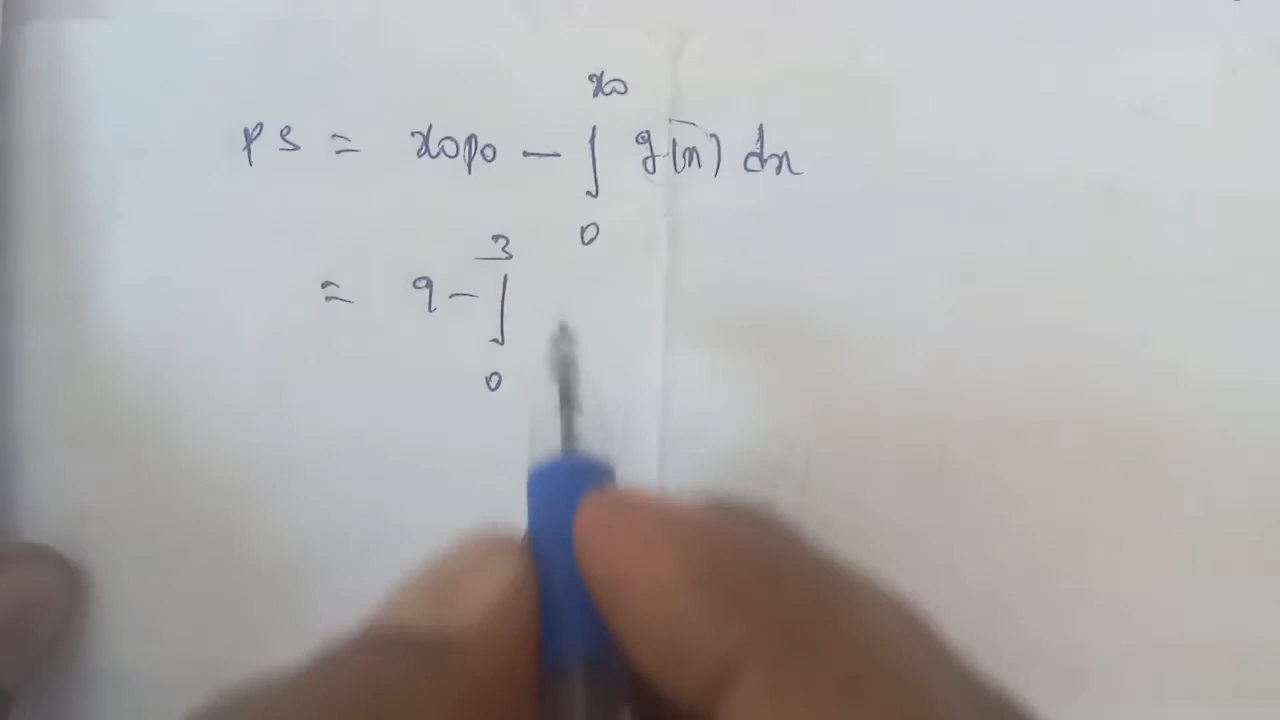 PS = x₀p₀ − ∫₀^x₀ g(x) dx
= 9 − ∫₀^3